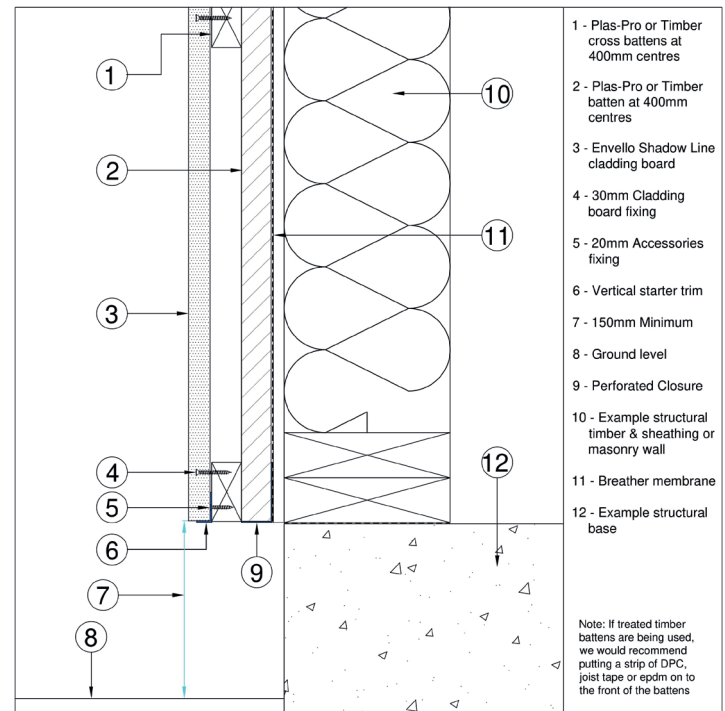 1
2
3
4
5
6
7
8
9
10
11
12
1 - Plas-Pro or Timber
cross battens at
400mm centres
2 - Plas-Pro or Timber
batten at 400mm
centres
3 - Envello Shadow Line
cladding board
4 - 30mm Cladding
board fixing
5 - 20mm Accessories
fixing
6 - Vertical starter trim
7 - 150mm Minimum
8 - Ground level
9 - Perforated Closure
10 - Example structural
timber & sheathing or
masonry wall
11 - Breather membrane
12 - Example structural
base
Note: If treated timber
battens are being used,
we would recommend
putting a strip of DPC,
joist tape or epdm on to
the front of the battens